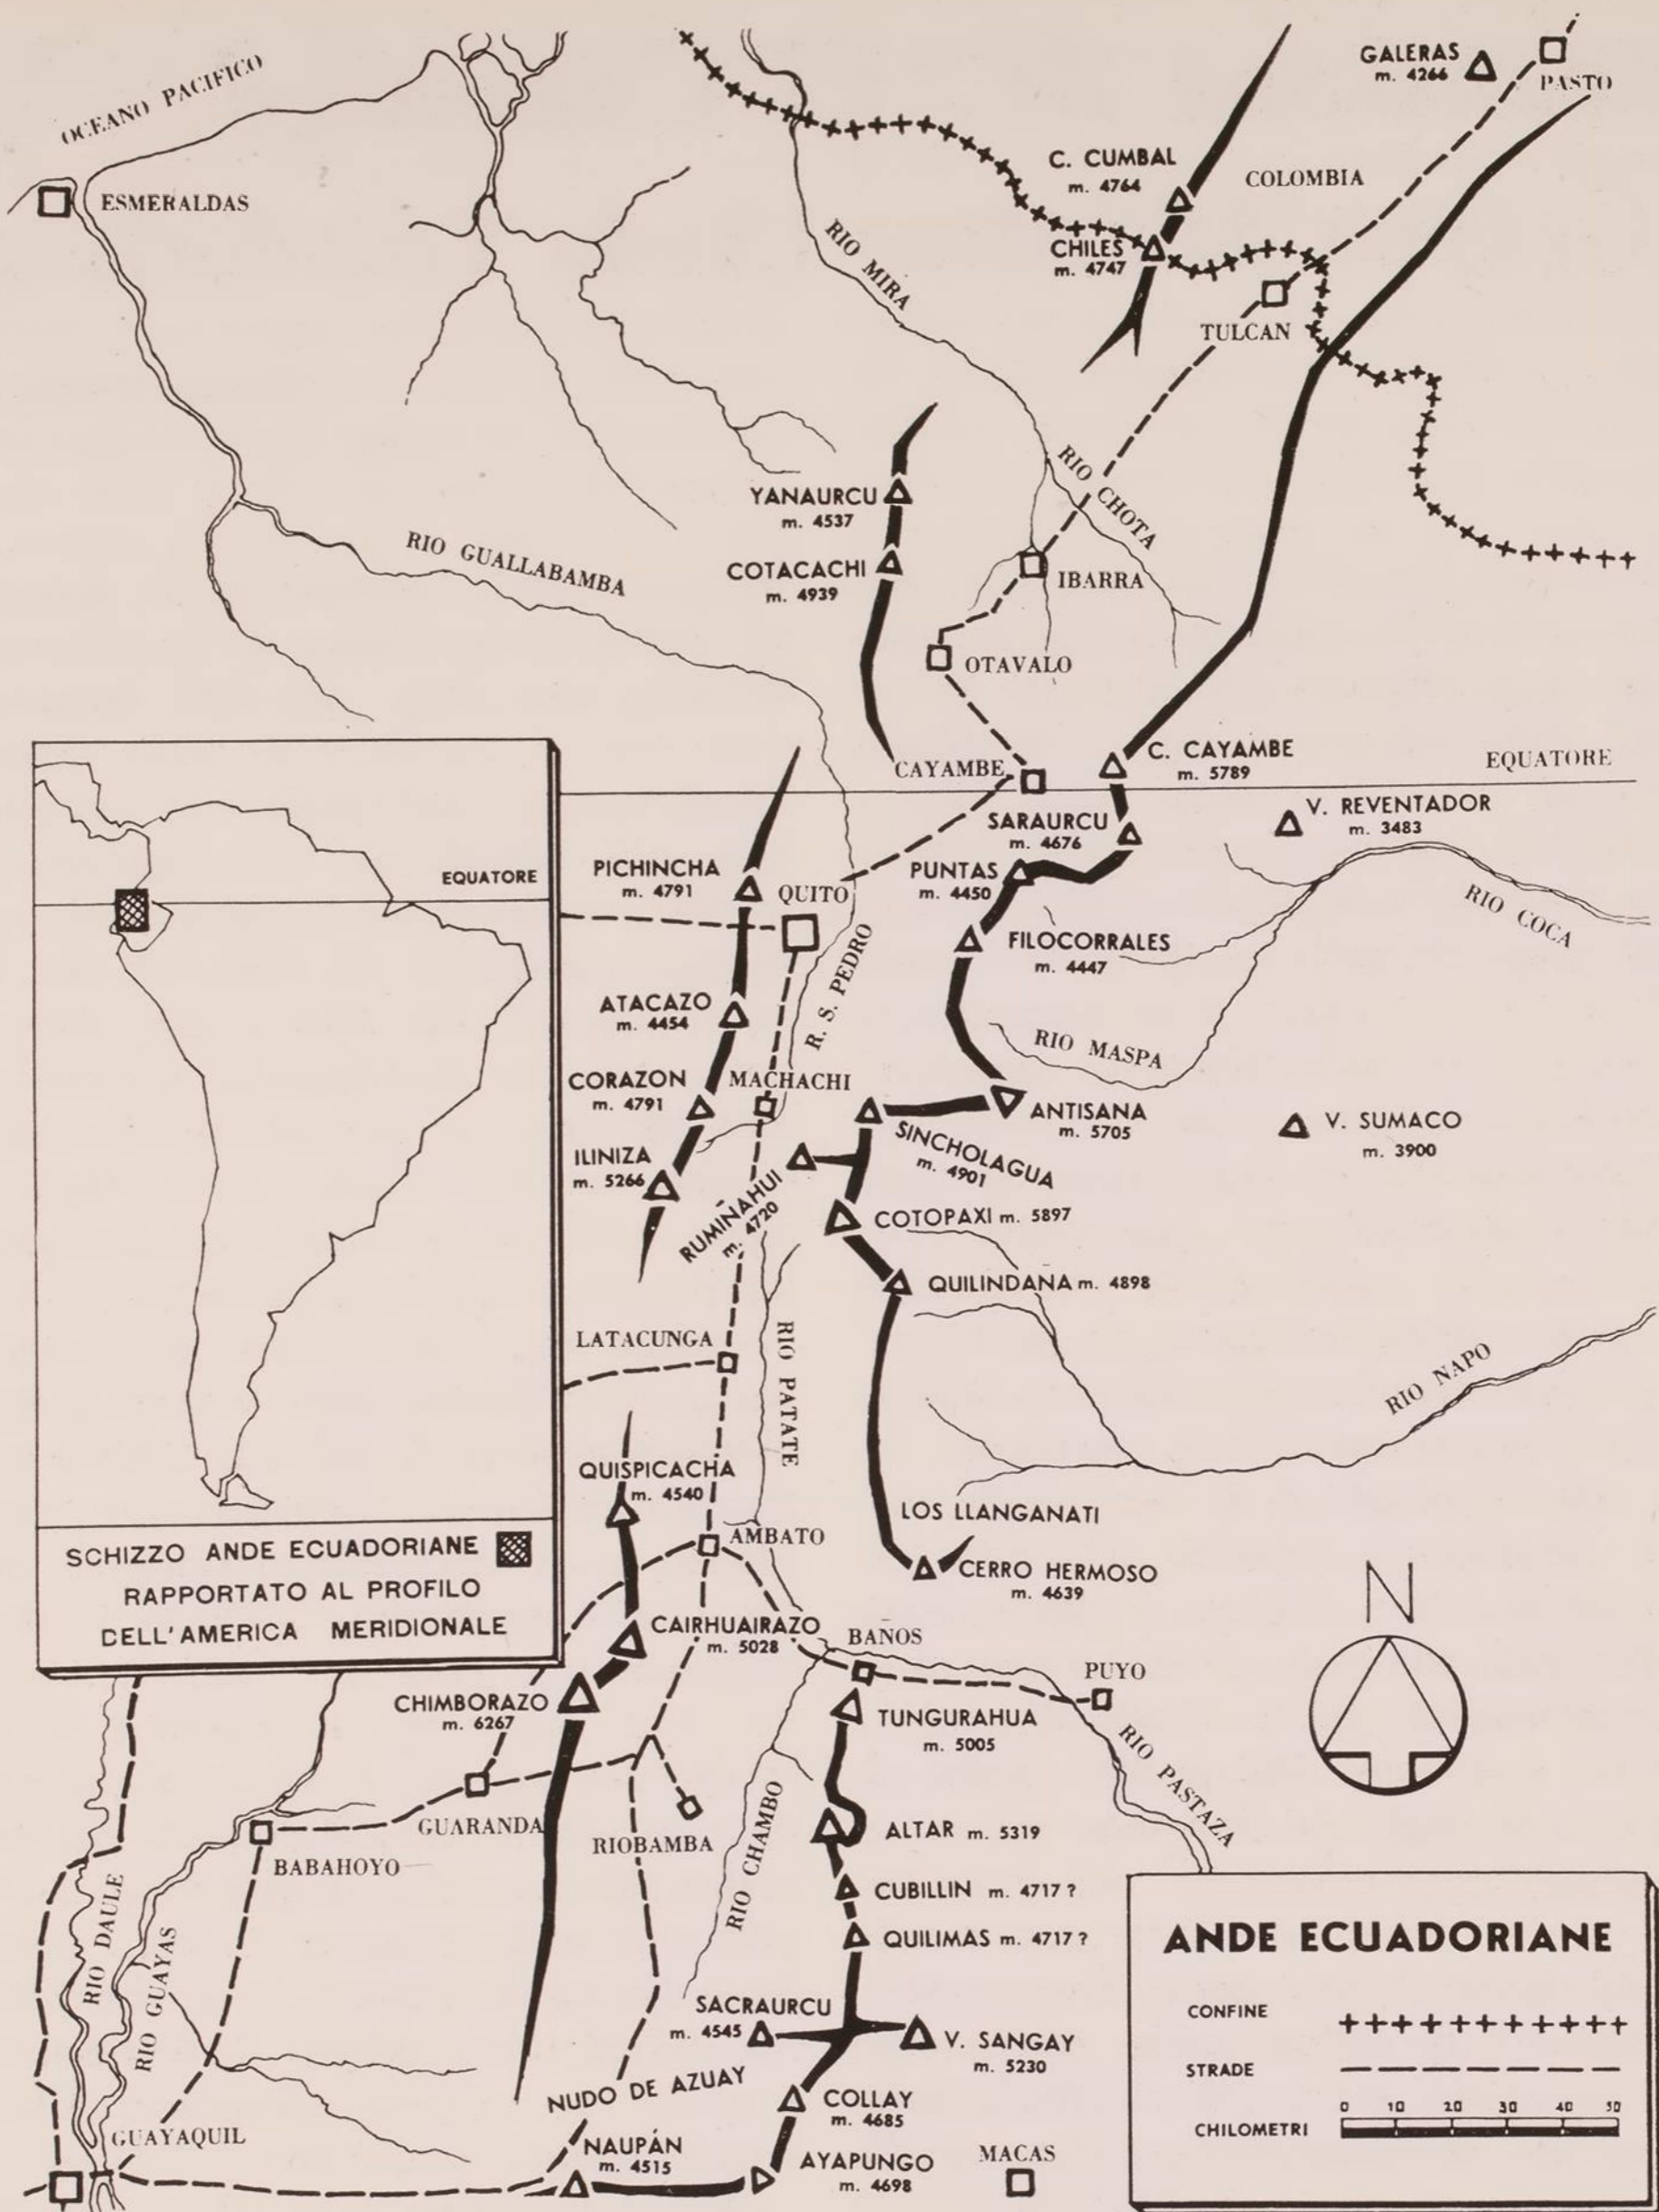 OCEANO PACIFICO
GALERAS
m. 4266
PASTO
ESMERALDAS
C. CUMBAL
m. 4764
COLOMBIA
RIO MIRA
CHILES
m. 4747
TULCAN
YANAURCU
m. 4537
RIO CHOTA
RIO GUALLABAMBA
COTACACHI
m. 4939
IBARRA
OTAVALO
C. CAYAMBE
m. 5789
EQUATORE
CAYAMBE
SARAURCU
m. 4676
V. REVENTADOR
m. 3483
EQUATORE
PICHINCHA
m. 4791
QUITO
PUNTAS
m. 4450
RIO COCA
FILOCORRALES
m. 4447
R. S. PEDRO
ATACAZO
m. 4454
RIO MASPA
CORAZON
m. 4791
MACHACHI
ANTISANA
m. 5705
V. SUMACO
m. 3900
SINCHOLAGUA
m. 4901
ILINIZA
m. 5266
RUMIÑAHUI
m. 4720
COTOPAXI m. 5897
QUILINDAÑA m. 4898
LATACUNGA
RIO PATATE
RIO NAPO
QUISPICACHA
m. 4540
LOS LLANGANATI
AMBATO
CERRO HERMOSO
m. 4639
SCHIZZO ANDE ECUADORIANE
RAPPORTATO AL PROFILO
DELL'AMERICA MERIDIONALE
N
CAIRHUAIRAZO
m. 5028
BAÑOS
PUYO
CHIMBORAZO
m. 6267
TUNGURAHUA
m. 5005
RIO PASTAZA
GUARANDA
RIOBAMBA
RIO CHAMBO
ALTAR m. 5319
BABAHOYO
CUBILLIN m. 4717 ?
RIO DAULE
RIO GUAYAS
QUILIMAS m. 4717 ?
ANDE ECUADORIANE
SACRAURCU
m. 4545
V. SANGAY
m. 5230
CONFINE
STRADE
NUDO DE AZUAY
COLLAY
m. 4685
0 10 20 30 40 50
CHILOMETRI
GUAYAQUIL
NAUPÁN
m. 4515
AYAPUNGO
m. 4698
MACAS